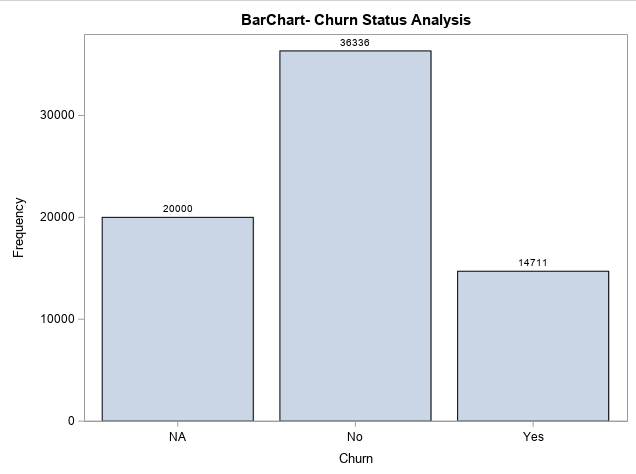 BarChart- Churn Status Analysis
36336
30000
20000
20000
14711
10000
0
Frequency
NA
No
Yes
Churn